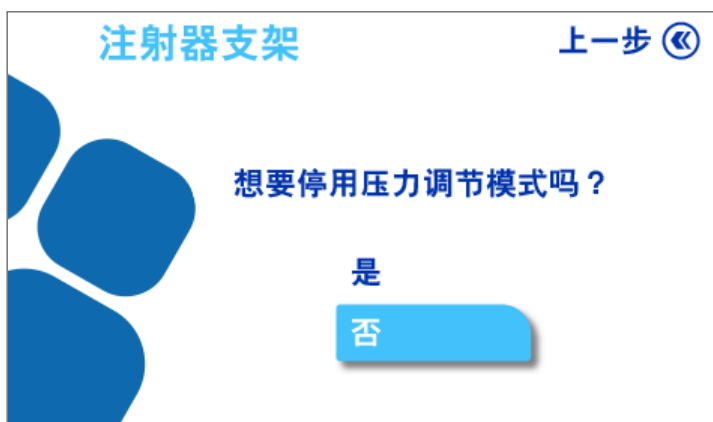 注射器支架
上一步
想要停用压力调节模式吗？
是
否